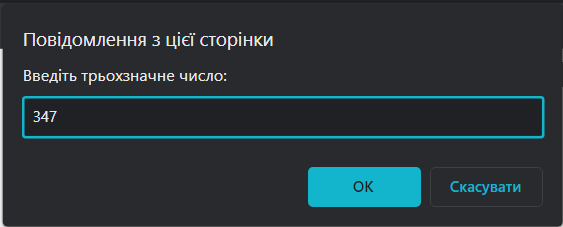 Повідомлення з цієї сторінки
Введіть трьохзначне число:
347
ОК
Скасувати